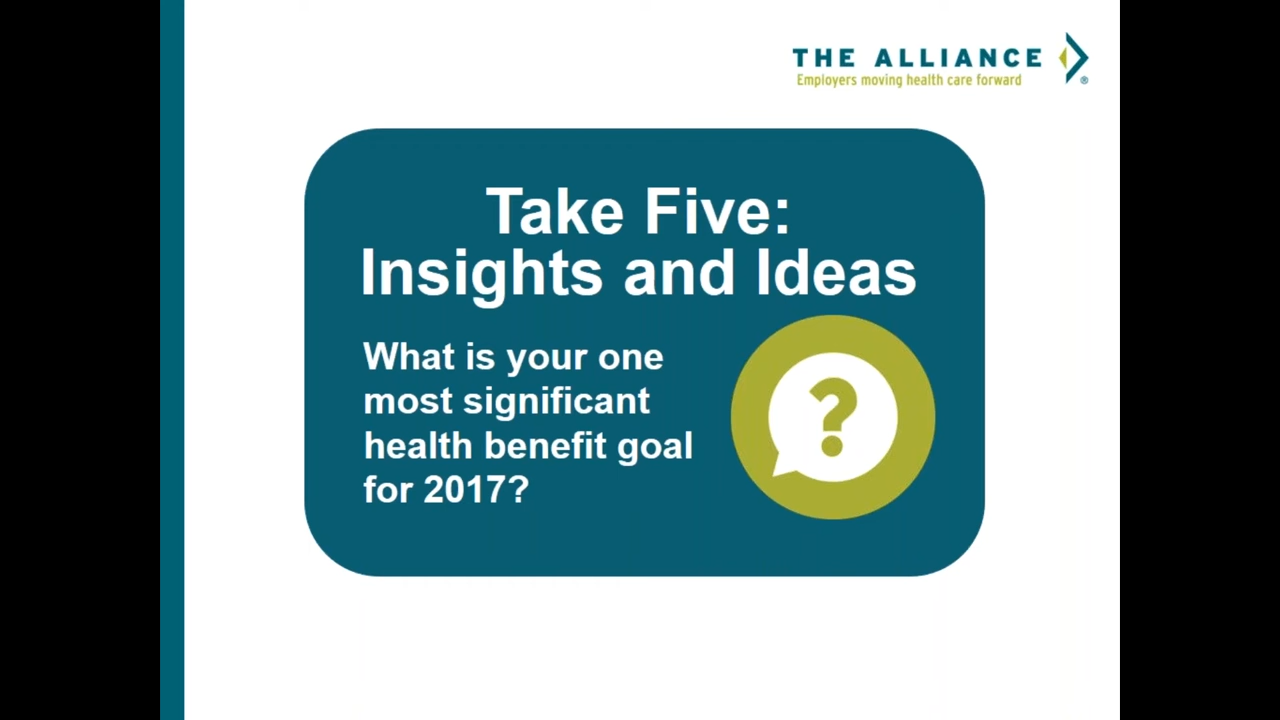 THE ALLIANCE
Employers moving health care forward
®
Take Five:
Insights and Ideas
What is your one
most significant
health benefit goal
for 2017?
?